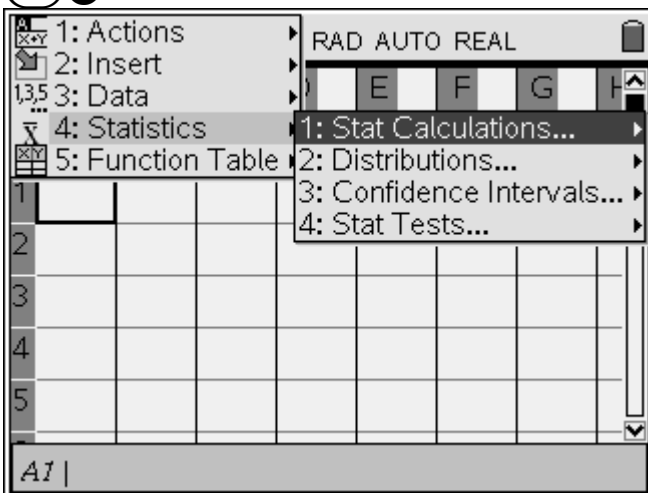 1: Actions
RAD AUTO REAL
2: Insert
3: Data
E F G
4: Statistics
1: Stat Calculations...
5: Function Table
2: Distributions...
3: Confidence Intervals...
4: Stat Tests...
1
2
3
4
5
A1